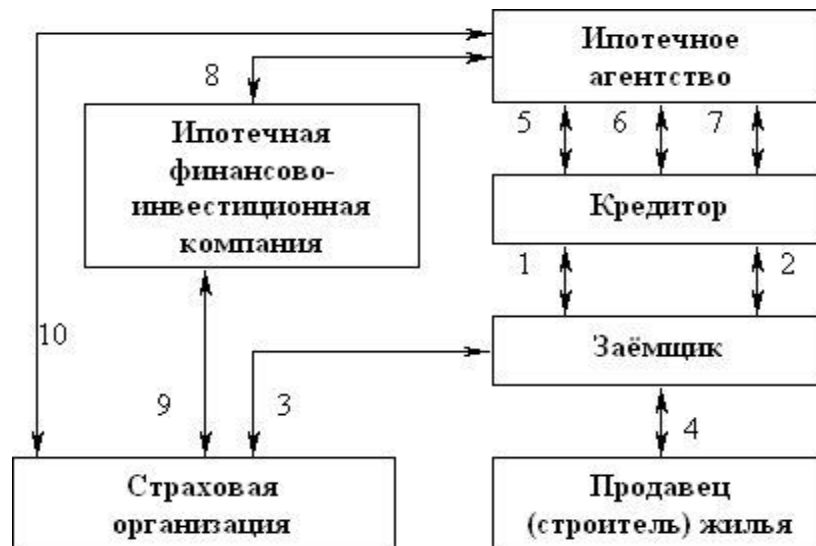 Ипотечное
агентство
8
5
6
7
Ипотечная
финансово-
инвестиционная
компания
Кредитор
1
2
10
Заёмщик
9
3
4
Страховая
организация
Продавец
(строитель) жилья